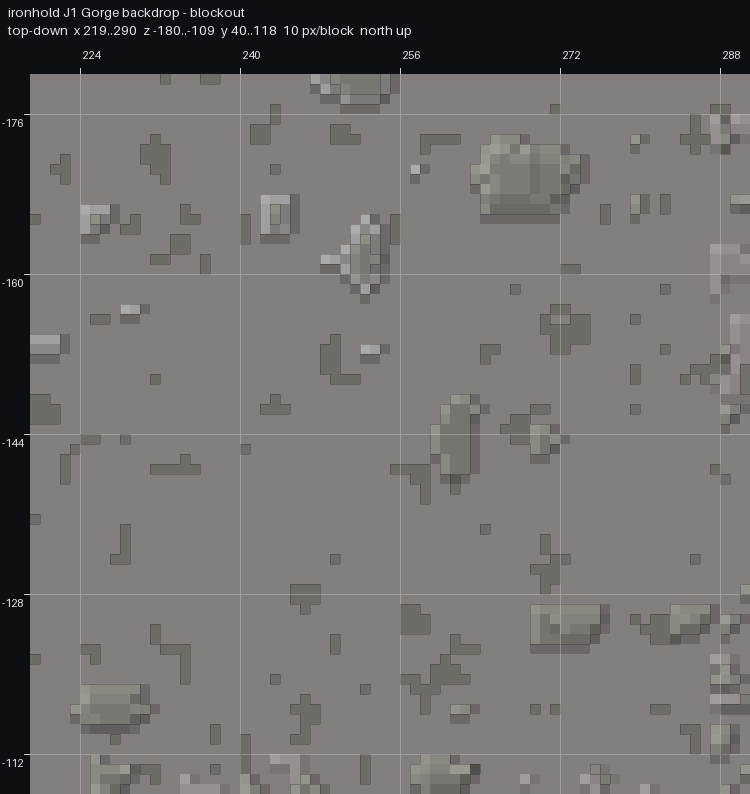 ironhold J1 Gorge backdrop - blockout
top-down  x 219..290  z -180..-109  y 40..118  10 px/block  north up
224 240 256 272 288
-176
-160
-144
-128
-112